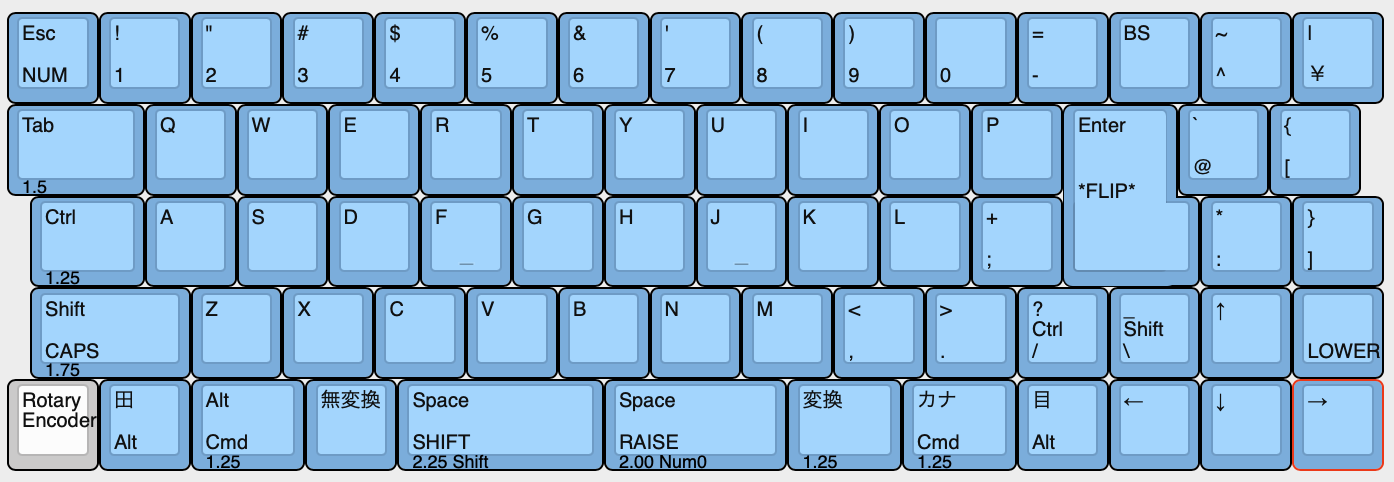 Esc ! " # $ % & ' ( ) = BS ~ |
NUM 1 2 3 4 5 6 7 8 9 0 - ^ ¥
Tab Q W E R T Y U I O P Enter ` {
@ [
1.5 *FLIP*
Ctrl A S D F G H J K L + * }
_ _ ; : ]
1.25
Shift Z X C V B N M < > ? _ ↑
Ctrl Shift
CAPS , . / \ LOWER
1.75
Rotary 田 Alt 無変換 Space Space 変換 カナ 目 ← ↓ →
Encoder
Alt Cmd SHIFT RAISE Cmd Alt
1.25 2.25 Shift 2.00 Num0 1.25 1.25